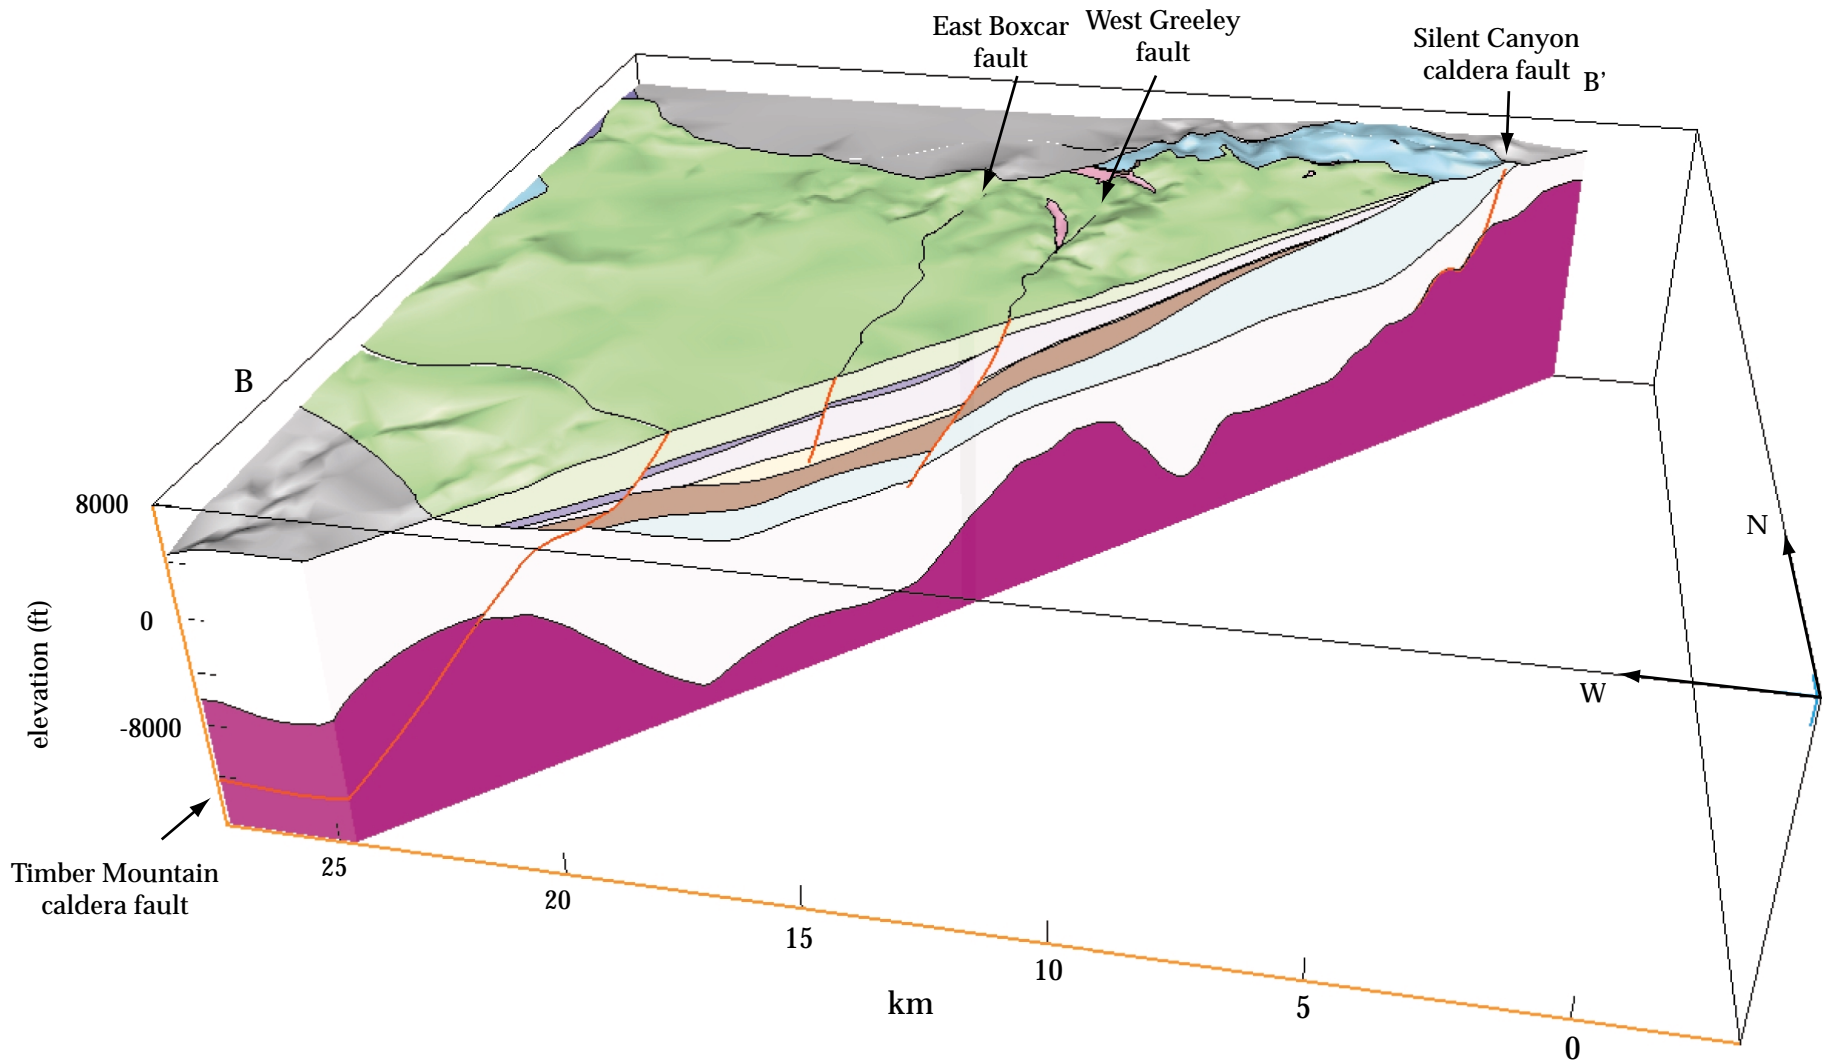 East Boxcar
fault
West Greeley
fault
Silent Canyon
caldera fault
B’
B
8000
0
-8000
elevation (ft)
N
W
Timber Mountain
caldera fault
25
20
15
10
5
0
km